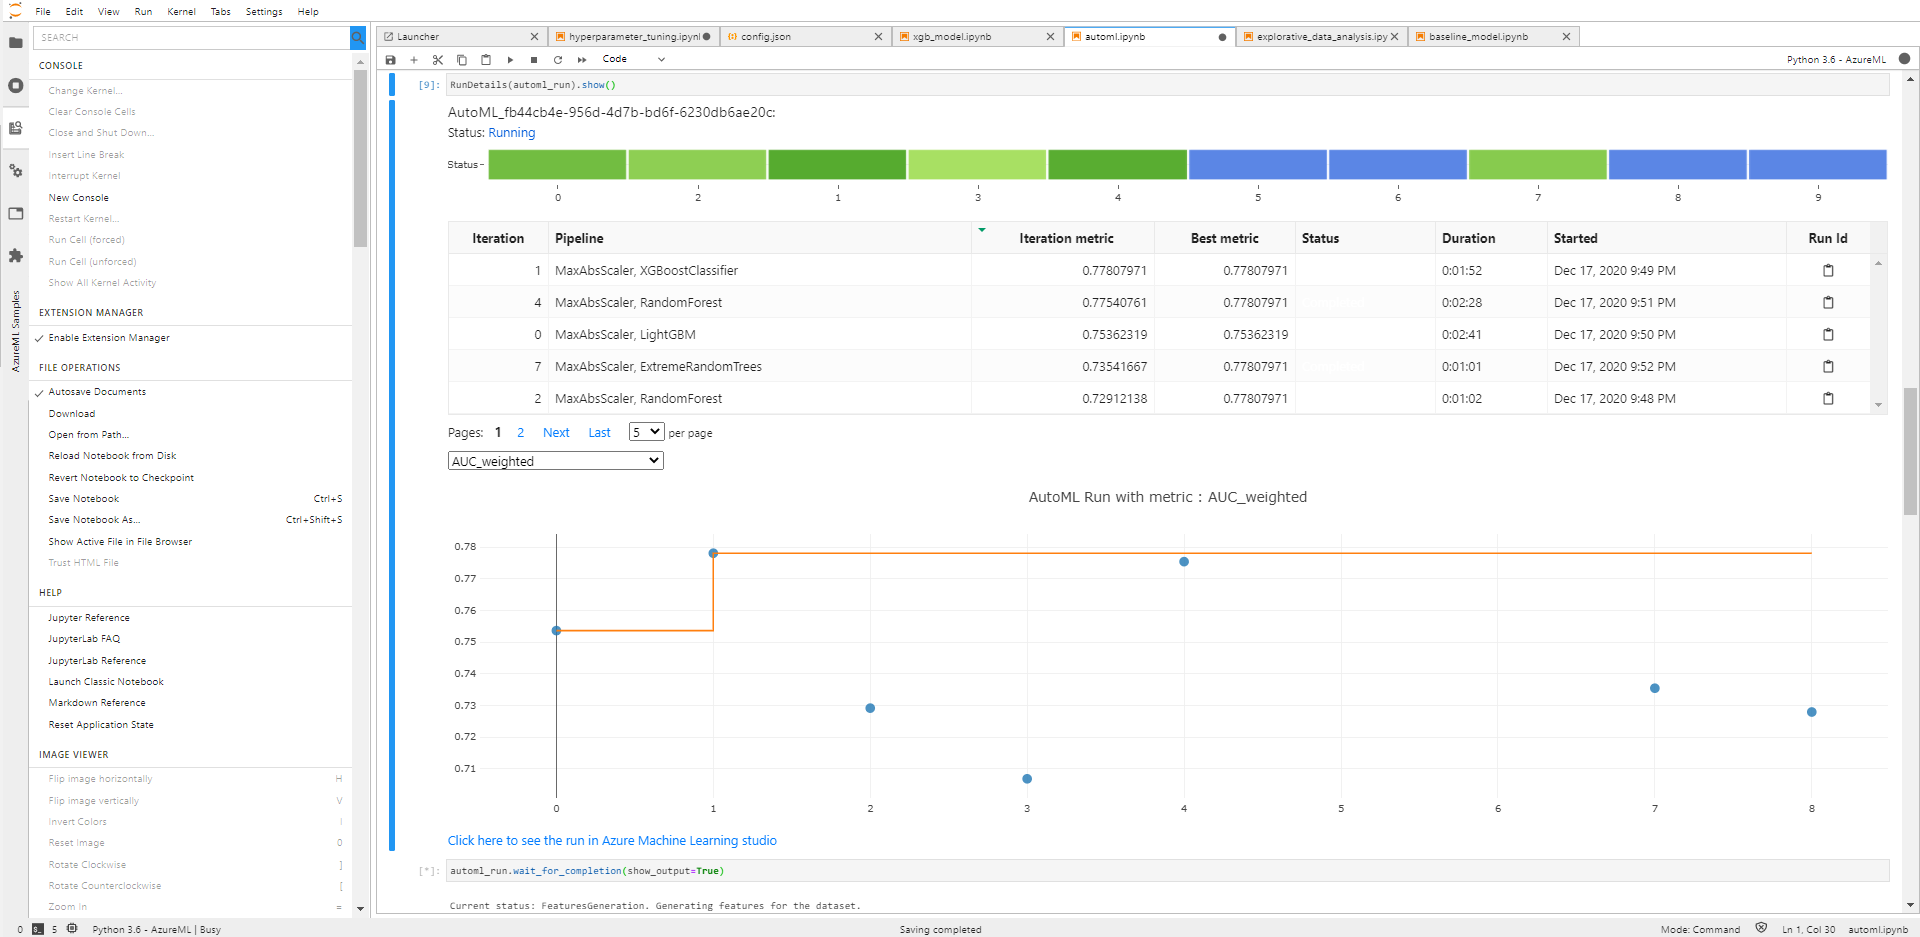 File Edit View Run Kernel Tabs Settings Help
SEARCH
CONSOLE
Change Kernel...
Clear Console Cells
Close and Shut Down...
Insert Line Break
Interrupt Kernel
New Console
Restart Kernel...
Run Cell (forced)
Run Cell (unforced)
Show All Kernel Activity
EXTENSION MANAGER
Enable Extension Manager
FILE OPERATIONS
Autosave Documents
Download
Open from Path...
Reload Notebook from Disk
Revert Notebook to Checkpoint
Save Notebook Ctrl+S
Save Notebook As... Ctrl+Shift+S
Show Active File in File Browser
Trust HTML File
HELP
Jupyter Reference
JupyterLab FAQ
JupyterLab Reference
Launch Classic Notebook
Markdown Reference
Reset Application State
IMAGE VIEWER
Flip image horizontally H
Flip image vertically V
Invert Colors I
Reset Image 0
Rotate Clockwise ]
Rotate Counterclockwise [
Zoom In =
AzureML Samples
Launcher hyperparameter_tuning.ipynl config.json xgb_model.ipynb automl.ipynb explorative_data_analysis.ipy baseline_model.ipynb
Code Python 3.6 - AzureML
[9]: RunDetails(automl_run).show()
AutoML_fb44cb4e-956d-4d7b-bd6f-6230db6ae20c:
Status: Running
Status
0 2 1 3 4 5 6 7 8 9
Iteration Pipeline Iteration metric Best metric Status Duration Started Run Id
1 MaxAbsScaler, XGBoostClassifier 0.77807971 0.77807971 0:01:52 Dec 17, 2020 9:49 PM
4 MaxAbsScaler, RandomForest 0.77540761 0.77807971 0:02:28 Dec 17, 2020 9:51 PM
0 MaxAbsScaler, LightGBM 0.75362319 0.75362319 0:02:41 Dec 17, 2020 9:50 PM
7 MaxAbsScaler, ExtremeRandomTrees 0.73541667 0.77807971 0:01:01 Dec 17, 2020 9:52 PM
2 MaxAbsScaler, RandomForest 0.72912138 0.77807971 0:01:02 Dec 17, 2020 9:48 PM
Pages: 1 2 Next Last 5 per page
AUC_weighted
AutoML Run with metric : AUC_weighted
0.78
0.77
0.76
0.75
0.74
0.73
0.72
0.71
0 1 2 3 4 5 6 7 8
Click here to see the run in Azure Machine Learning studio
[*]: automl_run.wait_for_completion(show_output=True)
Current status: FeaturesGeneration. Generating features for the dataset.
0 5 Python 3.6 - AzureML | Busy Saving completed Mode: Command Ln 1, Col 30 automl.ipynb